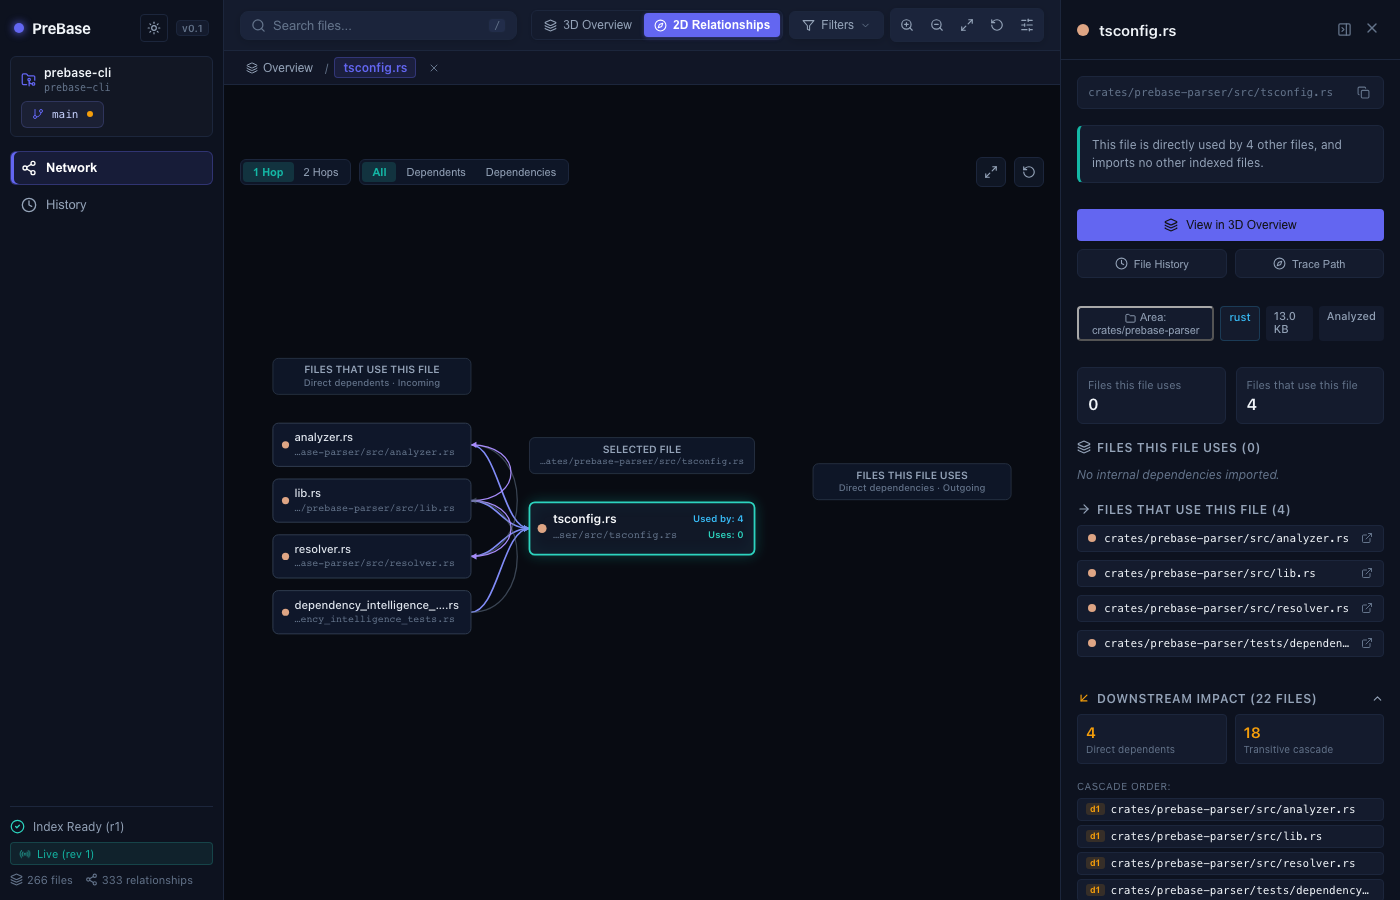 PreBase
v0.1
prebase-cli
prebase-cli
main
Network
History
Index Ready (r1)
Live (rev 1)
266 files
333 relationships
Search files...
/
3D Overview
2D Relationships
Filters
Overview
/
tsconfig.rs
1 Hop
2 Hops
All
Dependents
Dependencies
FILES THAT USE THIS FILE
Direct dependents · Incoming
analyzer.rs
…ase-parser/src/analyzer.rs
lib.rs
…/prebase-parser/src/lib.rs
resolver.rs
…ase-parser/src/resolver.rs
dependency_intelligence_....rs
…ency_intelligence_tests.rs
SELECTED FILE
…ates/prebase-parser/src/tsconfig.rs
tsconfig.rs
Used by: 4
…ser/src/tsconfig.rs
Uses: 0
FILES THIS FILE USES
Direct dependencies · Outgoing
tsconfig.rs
crates/prebase-parser/src/tsconfig.rs
This file is directly used by 4 other files, and
imports no other indexed files.
View in 3D Overview
File History
Trace Path
Area:
crates/prebase-parser
rust
13.0
KB
Analyzed
Files this file uses
0
Files that use this file
4
FILES THIS FILE USES (0)
No internal dependencies imported.
FILES THAT USE THIS FILE (4)
crates/prebase-parser/src/analyzer.rs
crates/prebase-parser/src/lib.rs
crates/prebase-parser/src/resolver.rs
crates/prebase-parser/tests/dependen…
DOWNSTREAM IMPACT (22 FILES)
4
Direct dependents
18
Transitive cascade
CASCADE ORDER:
d1 crates/prebase-parser/src/analyzer.rs
d1 crates/prebase-parser/src/lib.rs
d1 crates/prebase-parser/src/resolver.rs
d1 crates/prebase-parser/tests/dependency…